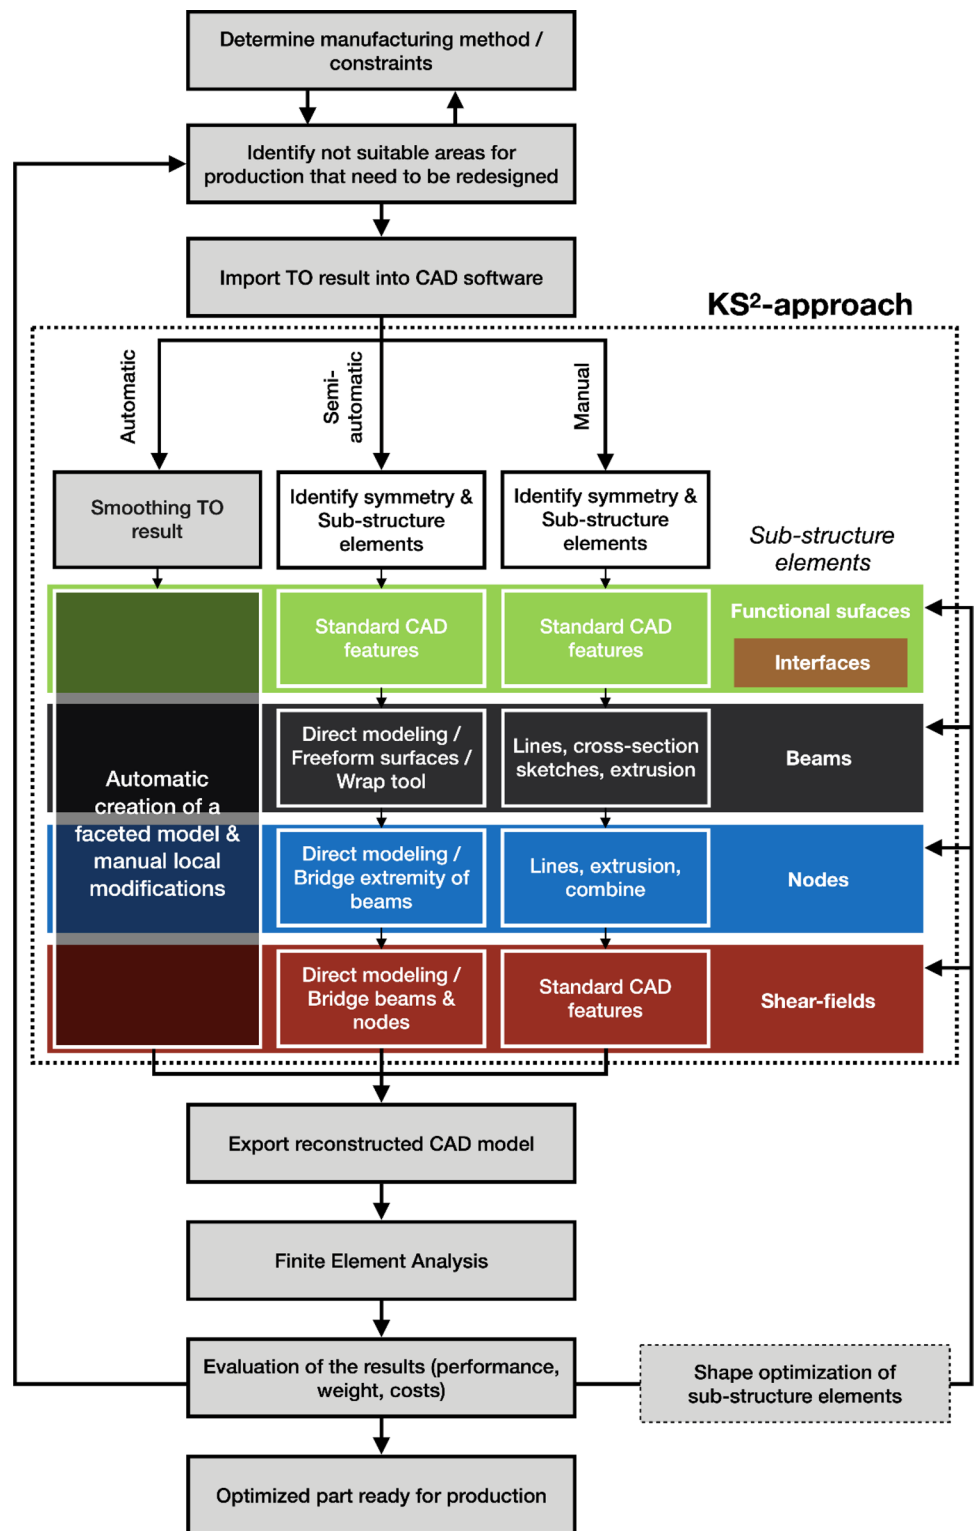 Determine manufacturing method /
constraints
Identify not suitable areas for
production that need to be redesigned
Import TO result into CAD software
KS²-approach
Automatic
Semi-
automatic
Manual
Smoothing TO
result
Identify symmetry &
Sub-structure
elements
Identify symmetry &
Sub-structure
elements
Sub-structure
elements
Standard CAD
features
Standard CAD
features
Functional sufaces
Interfaces
Automatic
creation of a
faceted model &
manual local
modifications
Direct modeling /
Freeform surfaces /
Wrap tool
Lines, cross-section
sketches, extrusion
Beams
Direct modeling /
Bridge extremity of
beams
Lines, extrusion,
combine
Nodes
Direct modeling /
Bridge beams &
nodes
Standard CAD
features
Shear-fields
Export reconstructed CAD model
Finite Element Analysis
Evaluation of the results (performance,
weight, costs)
Shape optimization of
sub-structure elements
Optimized part ready for production